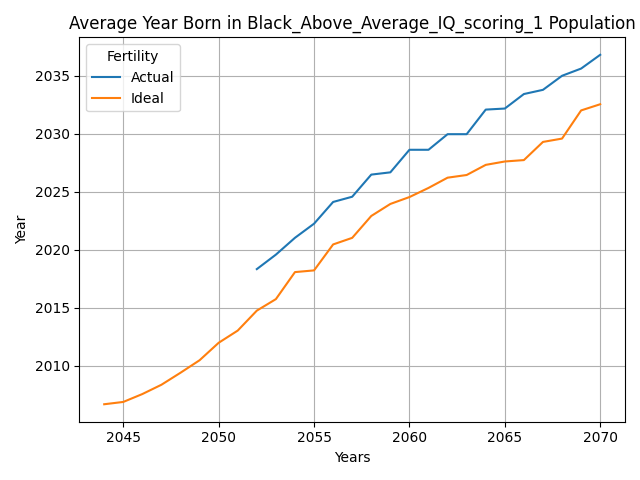 Average Year Born in Black_Above_Average_IQ_scoring_1 Population
Fertility
Actual
Ideal
2035
2030
2025
2020
2015
2010
Year
2045 2050 2055 2060 2065 2070
Years